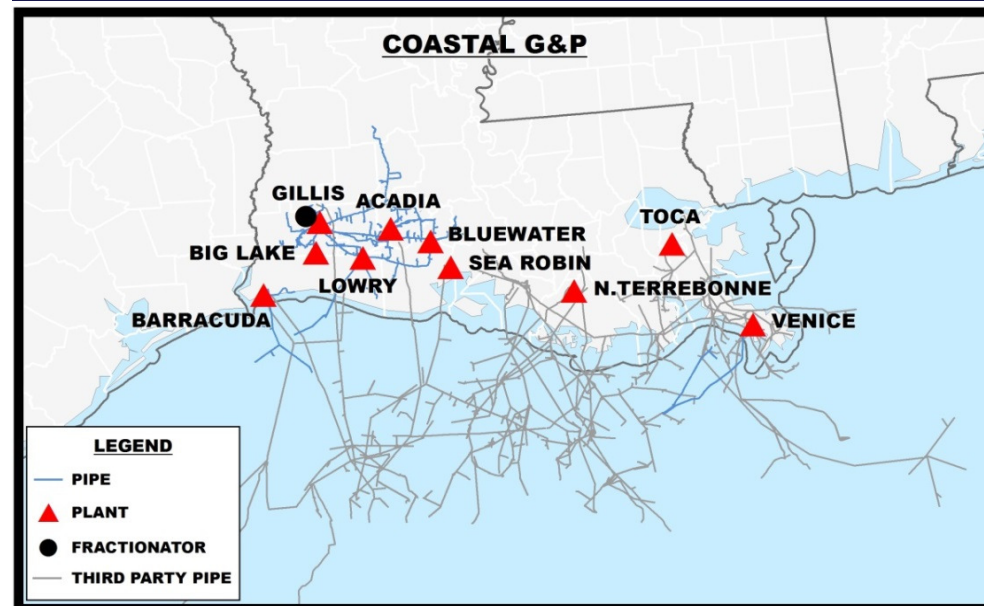 COASTAL G&P
GILLIS
ACADIA
TOCA
BLUEWATER
BIG LAKE
SEA ROBIN
LOWRY
N.TERREBONNE
BARRACUDA
VENICE
LEGEND
PIPE
PLANT
FRACTIONATOR
THIRD PARTY PIPE